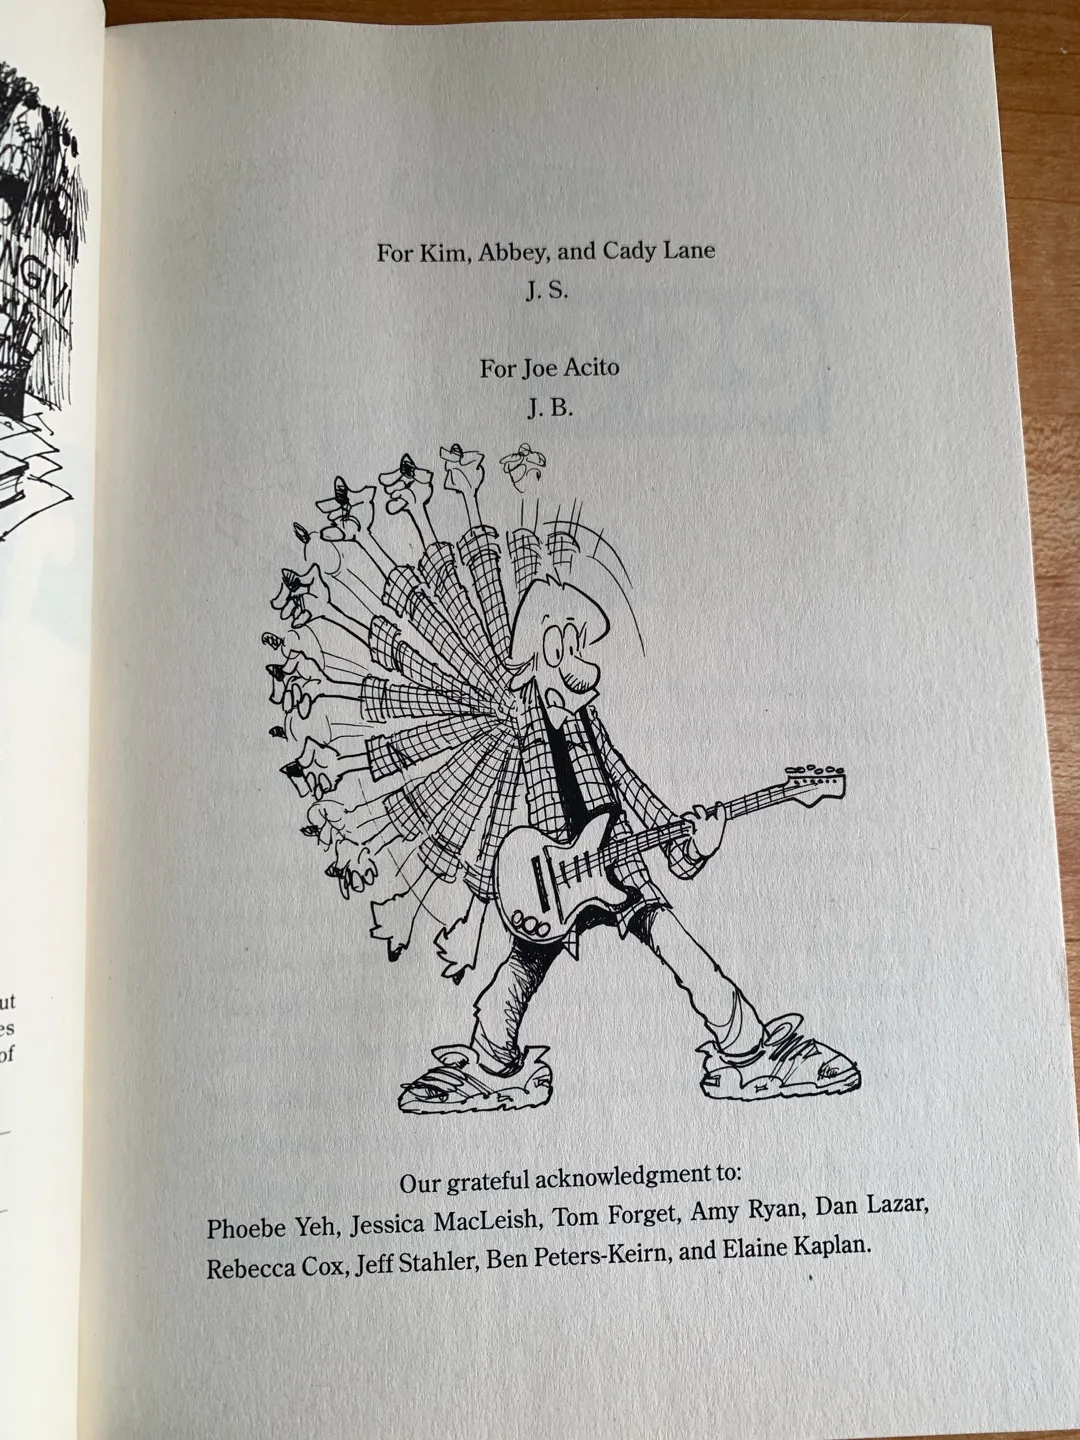 For Kim, Abbey, and Cady Lane
J. S.
For Joe Acito
J. B.
Our grateful acknowledgment to:
Phoebe Yeh, Jessica MacLeish, Tom Forget, Amy Ryan, Dan Lazar,
Rebecca Cox, Jeff Stahler, Ben Peters-Keirn, and Elaine Kaplan.
of